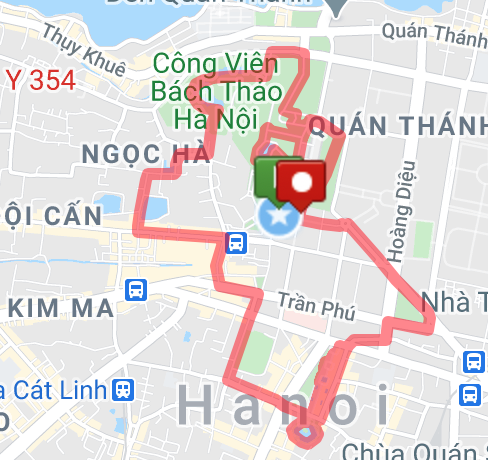 Đền Quán Thánh
Thụy Khuê
Quán Thánh
Công Viên
Bách Thảo
Hà Nội
Y 354
QUÁN THÁNH
NGỌC HÀ
Hoàng Diệu
ỘI CẤN
Trần Phú
Nhà T
KIM MA
a Cát Linh
Hanoi
Chùa Quán S